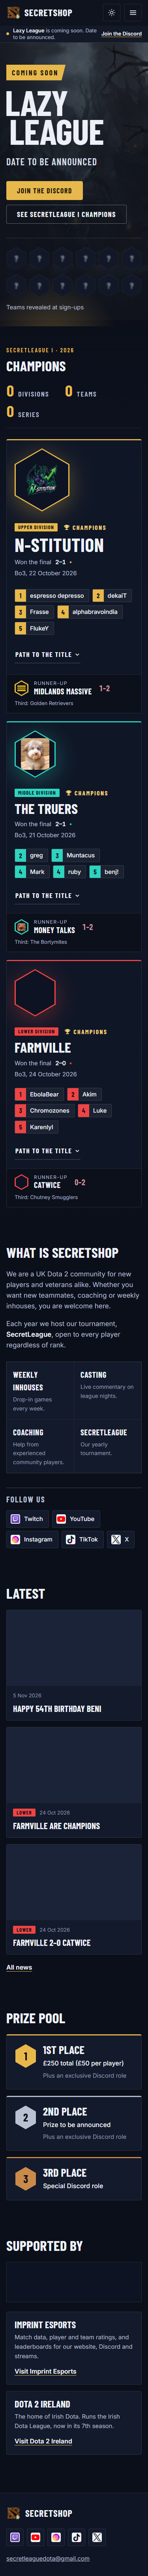 SECRETSHOP
Lazy League is coming soon. Date to be announced.
Join the Discord
COMING SOON
LAZY
LEAGUE
DATE TO BE ANNOUNCED
JOIN THE DISCORD
SEE SECRETLEAGUE I CHAMPIONS
Teams revealed at sign-ups
SECRETLEAGUE I · 2026
CHAMPIONS
0 DIVISIONS
0 TEAMS
0 SERIES
UPPER DIVISION
CHAMPIONS
N-STITUTION
Won the final 2–1
Bo3, 22 October 2026
1 espresso depresso
2 dekaiT
3 Frasse
4 alphabravoindia
5 FlukeY
PATH TO THE TITLE
RUNNER-UP
MIDLANDS MASSIVE
1–2
Third: Golden Retrievers
MIDDLE DIVISION
CHAMPIONS
THE TRUERS
Won the final 2–1
Bo3, 21 October 2026
2 greg
3 Muntacus
4 Mark
4 ruby
5 benji!
PATH TO THE TITLE
RUNNER-UP
MONEY TALKS
1–2
Third: The Bortymites
LOWER DIVISION
CHAMPIONS
FARMVILLE
Won the final 2–0
Bo3, 24 October 2026
1 EbolaBear
2 Akim
3 Chromozones
4 Luke
5 Karenlyl
PATH TO THE TITLE
RUNNER-UP
CATWICE
0–2
Third: Chutney Smugglers
WHAT IS SECRETSHOP
We are a UK Dota 2 community for new
players and veterans alike. Whether you
want new teammates, coaching or weekly
inhouses, you are welcome here.
Each year we host our tournament,
SecretLeague, open to every player
regardless of rank.
WEEKLY
INHOUSES
Drop-in games
every week.
CASTING
Live commentary on
league nights.
COACHING
Help from
experienced
community players.
SECRETLEAGUE
Our yearly
tournament.
FOLLOW US
Twitch
YouTube
Instagram
TikTok
X
LATEST
5 Nov 2026
HAPPY 54TH BIRTHDAY BENI
LOWER
24 Oct 2026
FARMVILLE ARE CHAMPIONS
LOWER
24 Oct 2026
FARMVILLE 2-0 CATWICE
All news
PRIZE POOL
1
1ST PLACE
£250 total (£50 per player)
Plus an exclusive Discord role
2
2ND PLACE
Prize to be announced
Plus an exclusive Discord role
3
3RD PLACE
Special Discord role
SUPPORTED BY
IMPRINT ESPORTS
Match data, player and team ratings, and
leaderboards for our website, Discord and
streams.
Visit Imprint Esports
DOTA 2 IRELAND
The home of Irish Dota. Runs the Irish
Dota League, now in its 7th season.
Visit Dota 2 Ireland
SECRETSHOP
secretleaguedota@gmail.com